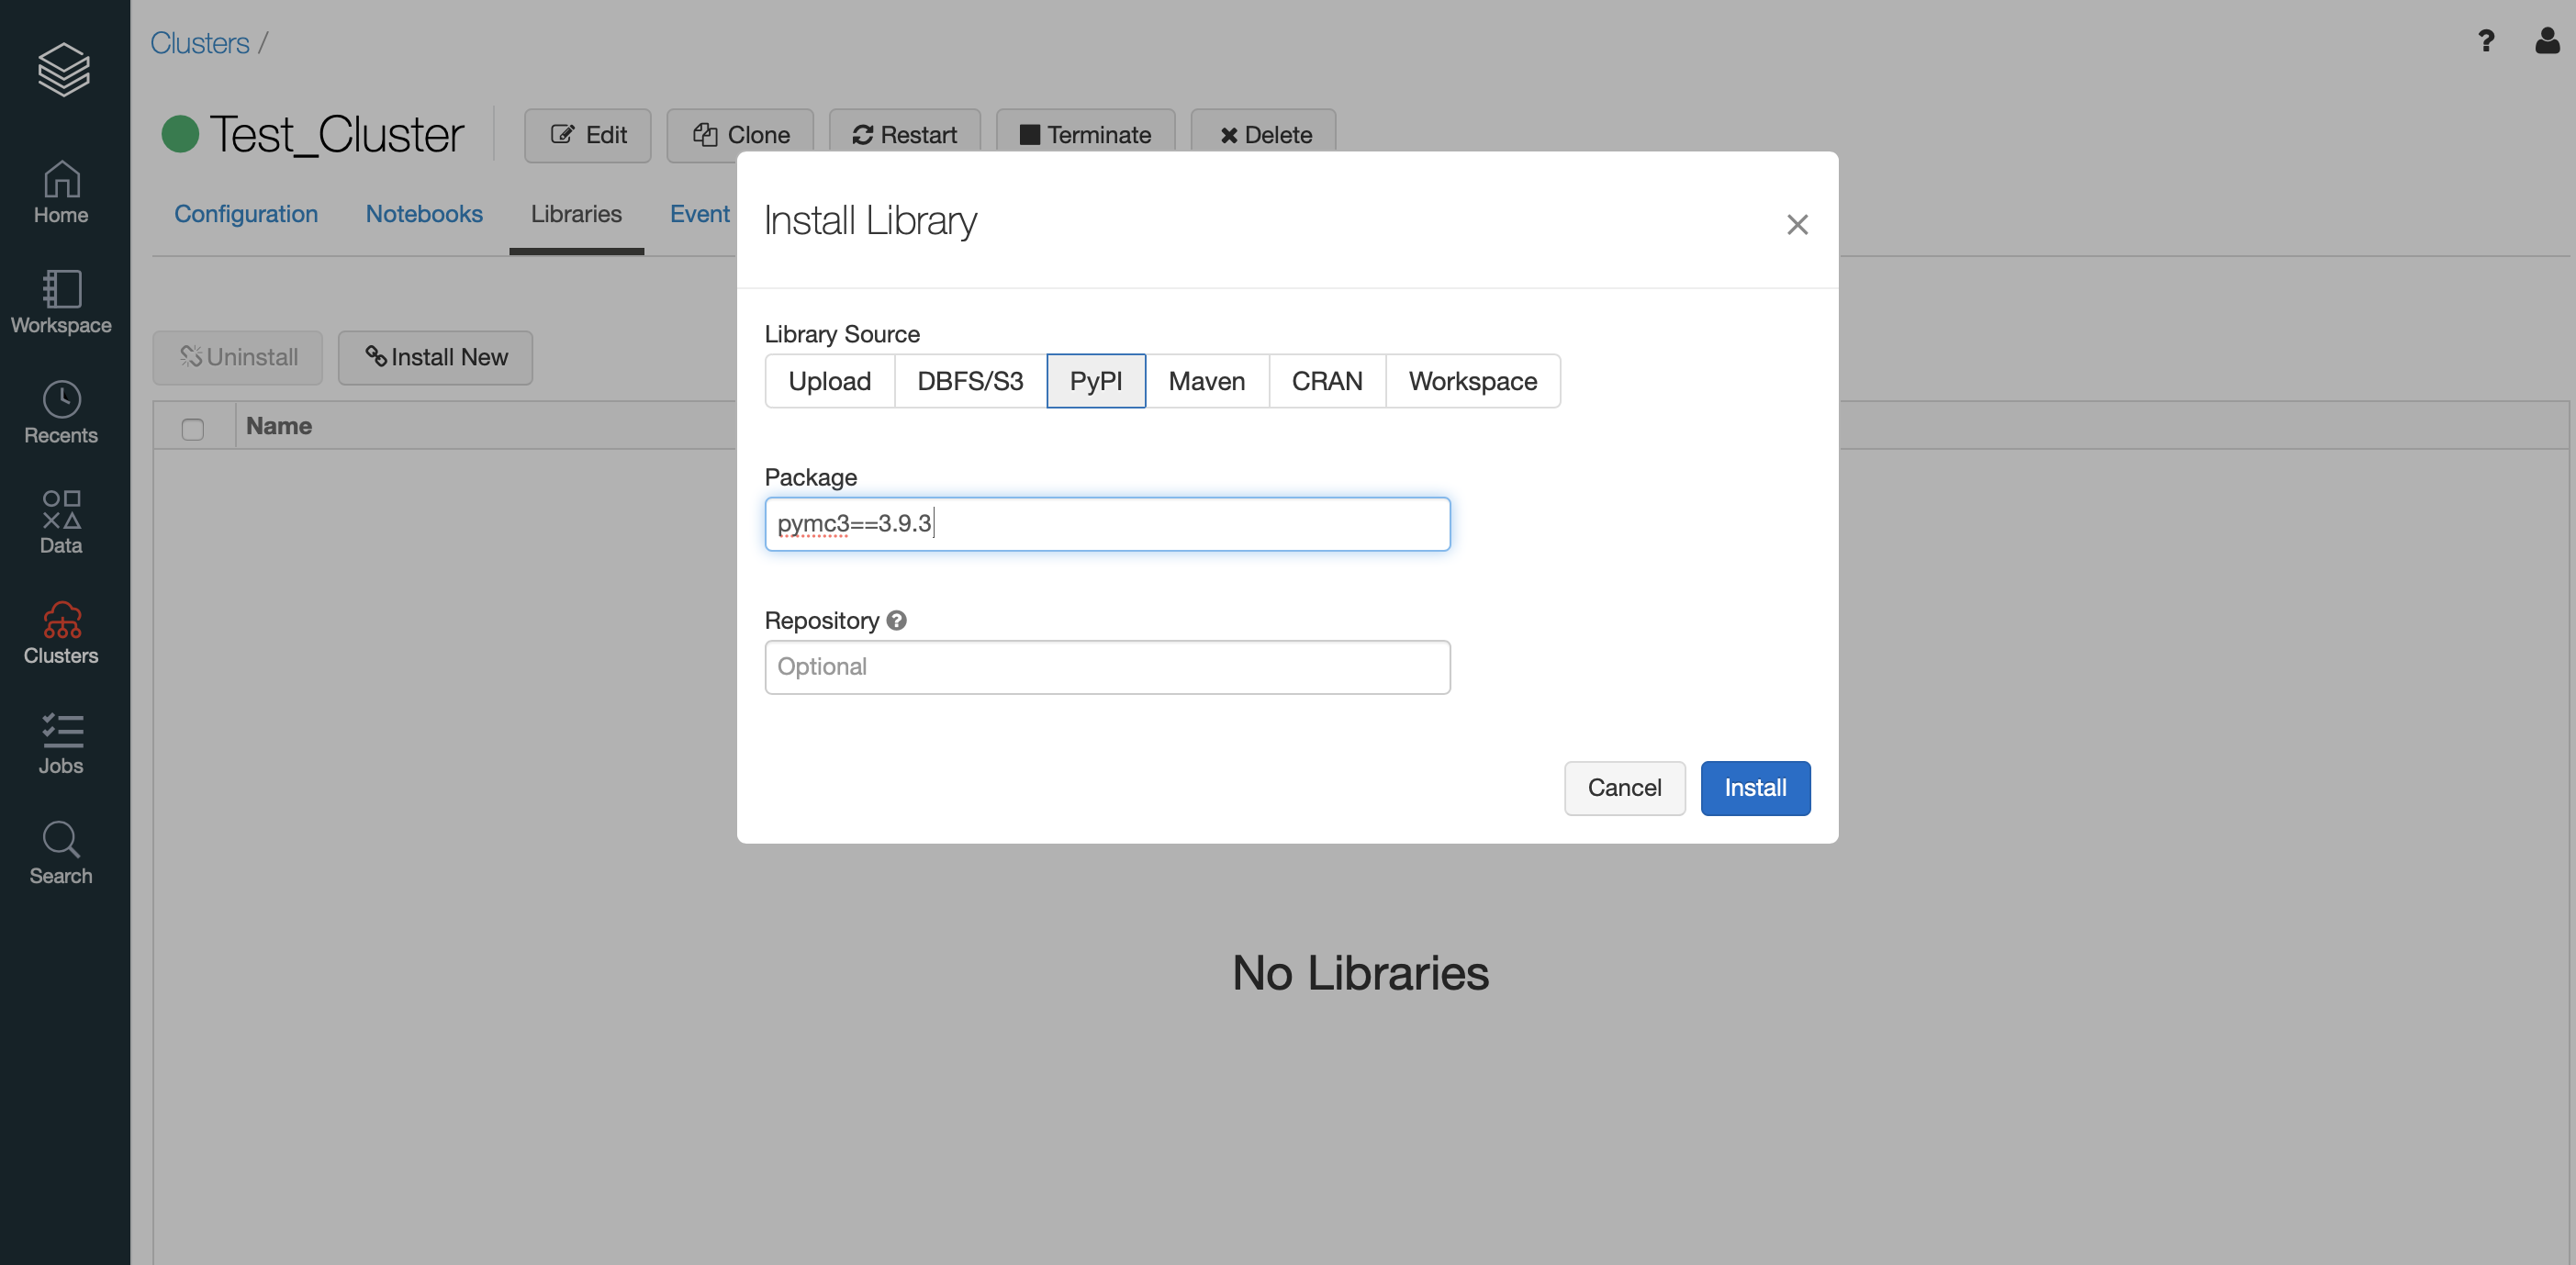 Clusters /
?
Test_Cluster
Edit
Clone
Restart
Terminate
Delete
Configuration
Notebooks
Libraries
Event
Uninstall
Install New
Name
No Libraries
Home
Workspace
Recents
Data
Clusters
Jobs
Search
Install Library
Library Source
Upload
DBFS/S3
PyPI
Maven
CRAN
Workspace
Package
pymc3==3.9.3
Repository ?
Optional
Cancel
Install